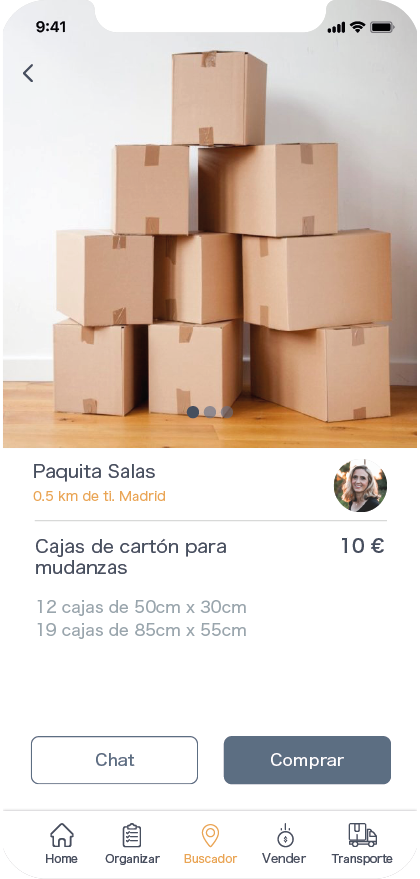 9:41
Paquita Salas
0.5 km de ti. Madrid
Cajas de cartón para
mudanzas
10 €
12 cajas de 50cm x 30cm
19 cajas de 85cm x 55cm
Chat
Comprar
Home
Organizar
Buscador
Vender
Transporte